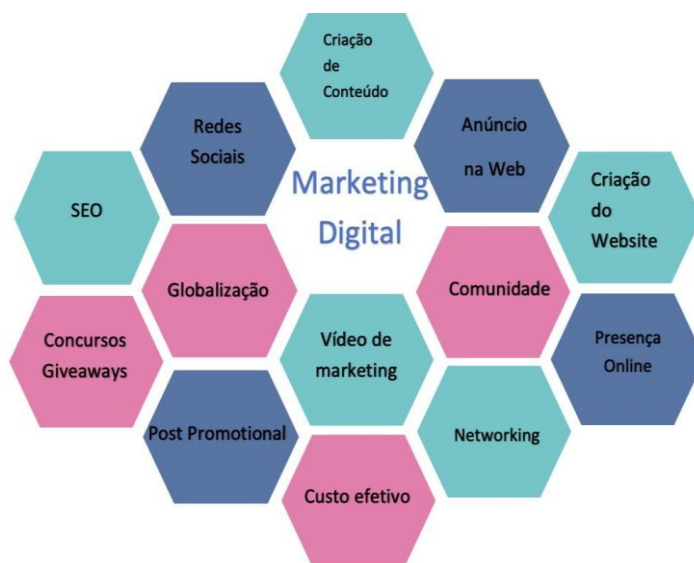 Criação
de
Conteúdo
Redes
Sociais
Anúncio
na Web
Marketing
Digital
SEO
Criação
do
Website
Globalização
Comunidade
Concursos
Giveaways
Vídeo de
marketing
Presença
Online
Post Promotional
Networking
Custo efetivo